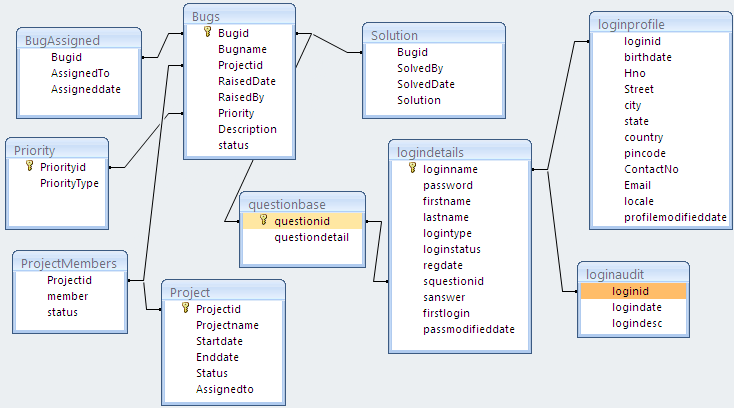 BugAssigned
Bugid
AssignedTo
Assigneddate
Bugs
Bugid
Bugname
Projectid
RaisedDate
RaisedBy
Priority
Description
status
Solution
Bugid
SolvedBy
SolvedDate
Solution
loginprofile
loginid
birthdate
Hno
Street
city
state
country
pincode
ContactNo
Email
locale
profilemodifieddate
Priority
Priorityid
PriorityType
questionbase
questionid
questiondetail
logindetails
loginname
password
firstname
lastname
logintype
loginstatus
regdate
squestionid
sanswer
firstlogin
passmodifieddate
ProjectMembers
Projectid
member
status
Project
Projectid
Projectname
Startdate
Enddate
Status
Assignedto
loginaudit
loginid
logindate
logindesc